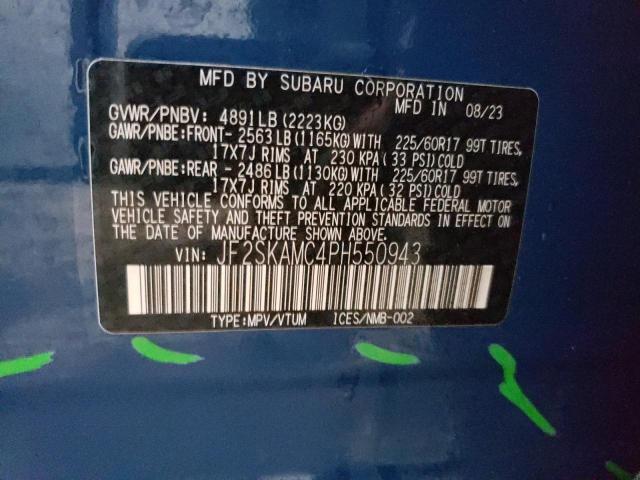 MFD BY SUBARU CORPORATION
MFD IN 08/23
GVWR/PNBV: 4891LB(2223KG)
GAWR/PNBE:FRONT- 2563LB(1165KG)WITH 225/60R17 99T TIRES,
17X7J RIMS AT 230 KPA(33 PSI)COLD
GAWR/PNBE:REAR - 2486LB(1130KG)WITH 225/60R17 99T TIRES,
17X7J RIMS AT 220 KPA(32 PSI)COLD
THIS VEHICLE CONFORMS TO ALL APPLICABLE FEDERAL MOTOR
VEHICLE SAFETY AND THEFT PREVENTION STANDARDS IN EFFECT ON
THE DATE OF MANUFACTURE SHOWN ABOVE.
VIN: JF2SKAMC4PH550943
TYPE:MPV/VTUM ICES/NMB-002